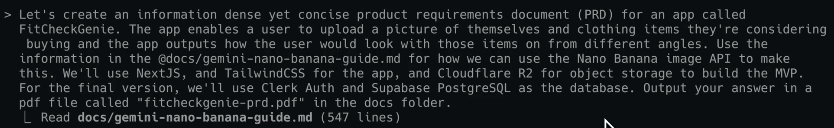 > Let's create an information dense yet concise product requirements document (PRD) for an app called
FitCheckGenie. The app enables a user to upload a picture of themselves and clothing items they're considering
buying and the app outputs how the user would look with those items on from different angles. Use the
information in the @docs/gemini-nano-banana-guide.md for how we can use the Nano Banana image API to make
this. We'll use NextJS, and TailwindCSS for the app, and Cloudflare R2 for object storage to build the MVP.
For the final version, we'll use Clerk Auth and Supabase PostgreSQL as the database. Output your answer in a
pdf file called "fitcheckgenie-prd.pdf" in the docs folder.
⎿ Read docs/gemini-nano-banana-guide.md (547 lines)